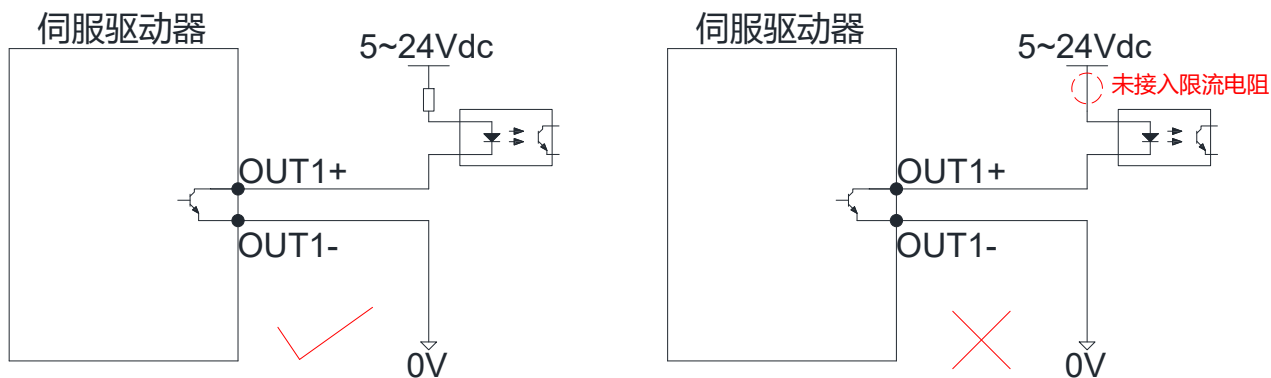 伺服驱动器
5~24Vdc
OUT1+
OUT1-
0V
伺服驱动器
5~24Vdc
未接入限流电阻
OUT1+
OUT1-
0V